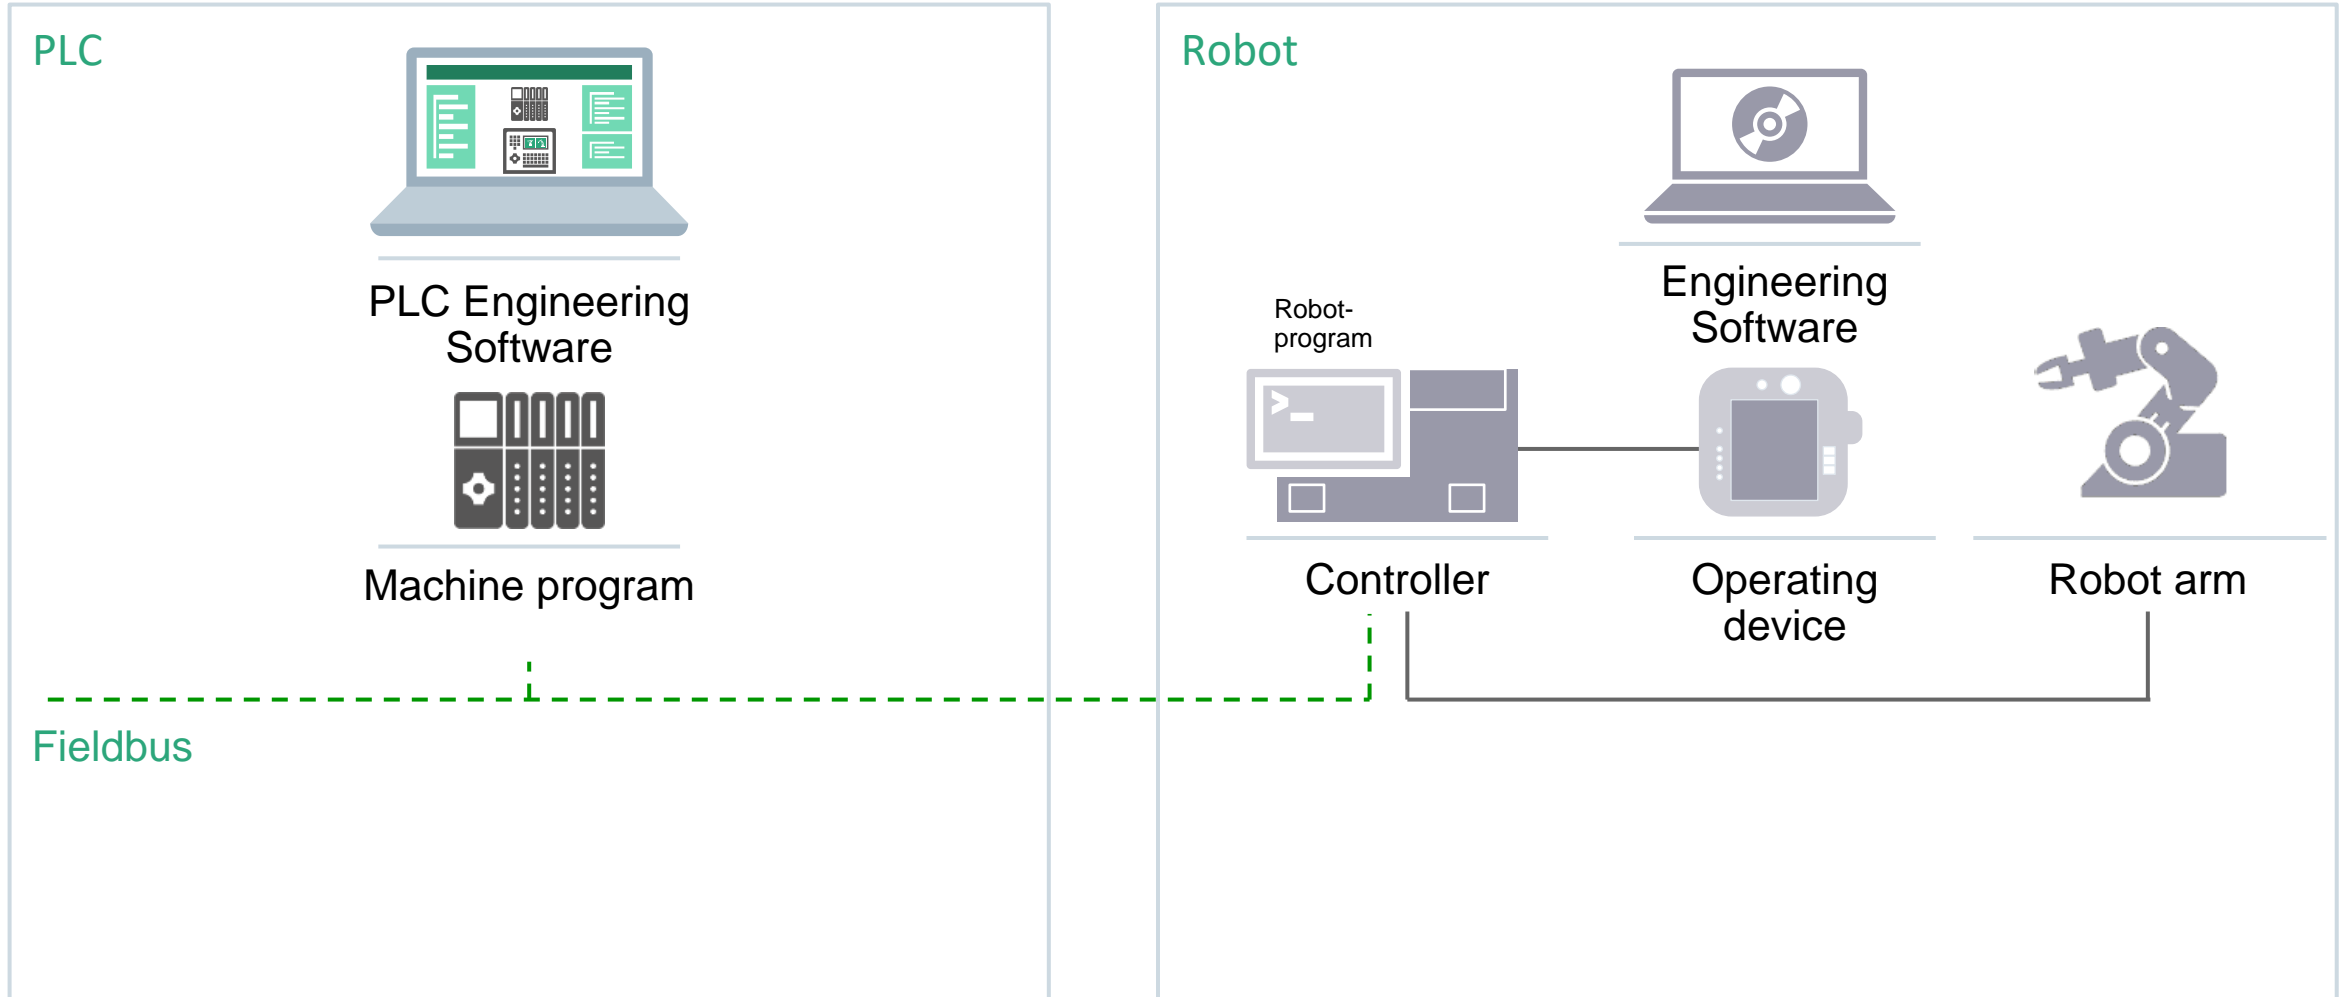 PLC
PLC Engineering
Software
Machine program
Fieldbus
Robot
Engineering
Software
Robot-
program
>_
Controller
Operating
device
Robot arm